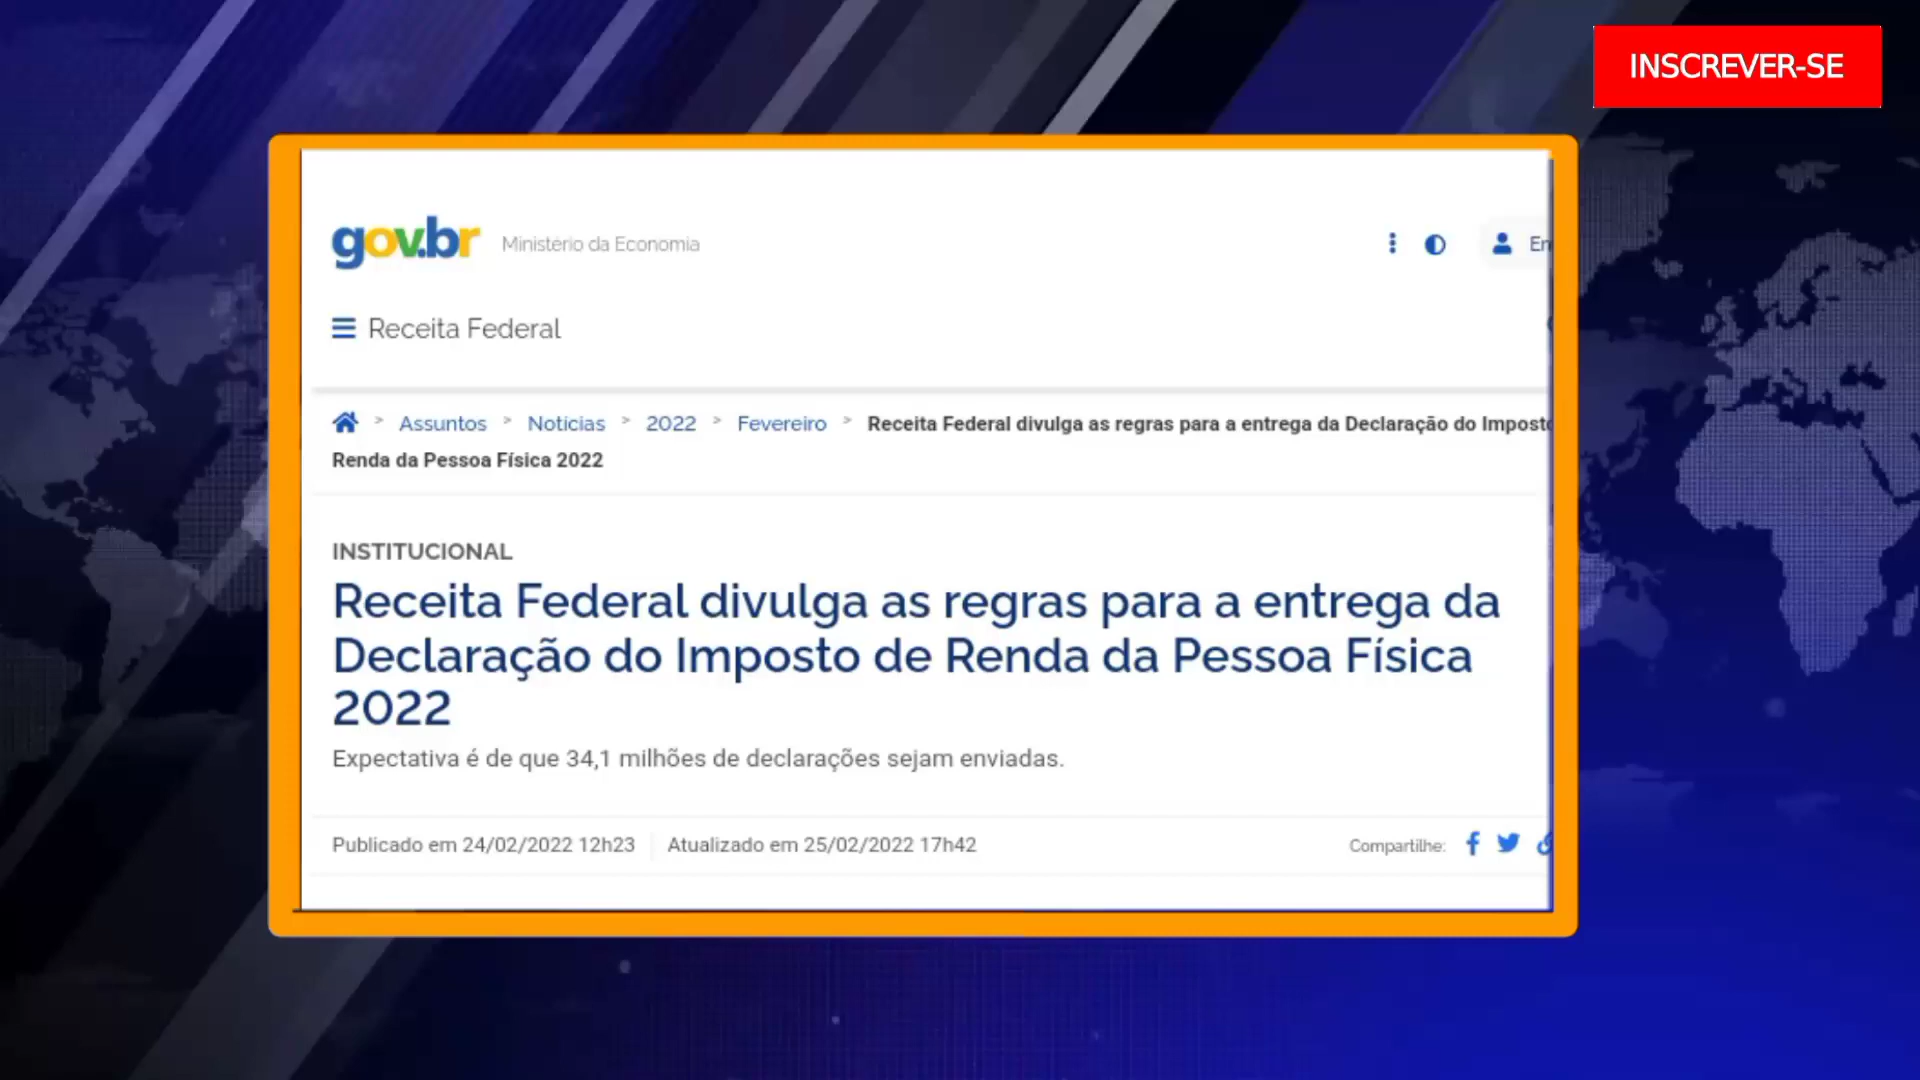 INSCREVER-SE
gov.br Ministério da Economia
Receita Federal
> Assuntos > Notícias > 2022 > Fevereiro > Receita Federal divulga as regras para a entrega da Declaração do Imposto
Renda da Pessoa Física 2022
INSTITUCIONAL
Receita Federal divulga as regras para a entrega da
Declaração do Imposto de Renda da Pessoa Física
2022
Expectativa é de que 34,1 milhões de declarações sejam enviadas.
Publicado em 24/02/2022 12h23 Atualizado em 25/02/2022 17h42 Compartilhe: